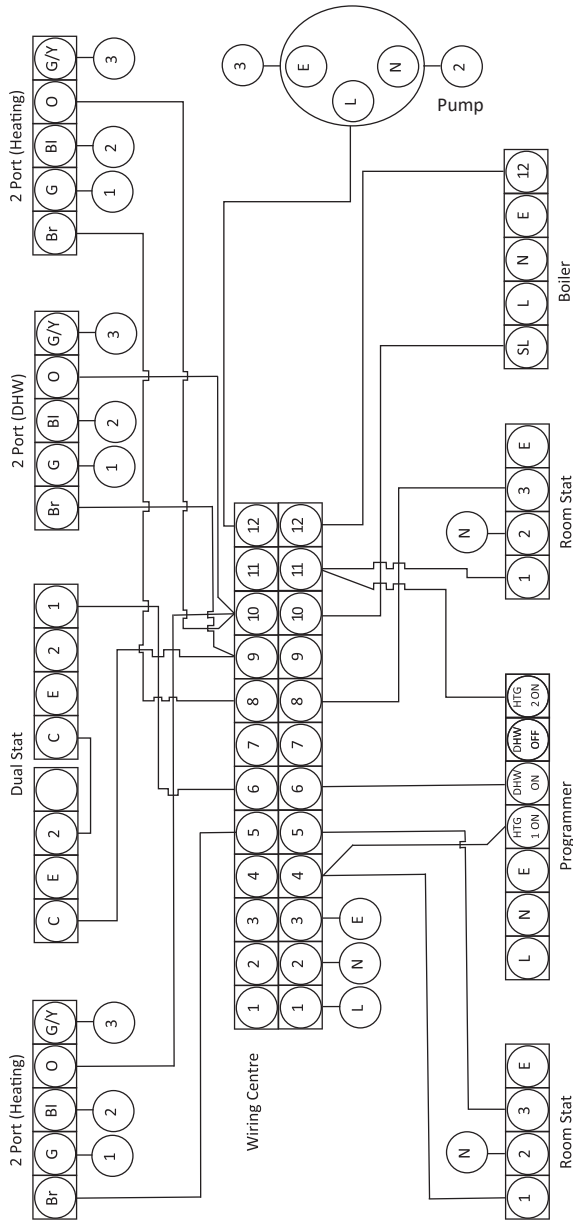 2 Port (Heating)
Dual Stat
2 Port (DHW)
2 Port (Heating)
Br G Bl O G/Y
C E 2
C E 2 1
Br G Bl O G/Y
Br G Bl O G/Y
1 2 3
1 2 3
1 2 3
Wiring Centre
1 2 3 4 5 6 7 8 9 10 11 12
1 2 3 4 5 6 7 8 9 10 11 12
L N E
3
E
L
N
2
Pump
N
N
1 2 3 E
Room Stat
L N E HTG 1 ON DHW ON DHW OFF HTG 2 ON
Programmer
1 2 3 E
Room Stat
SL L N E 12
Boiler